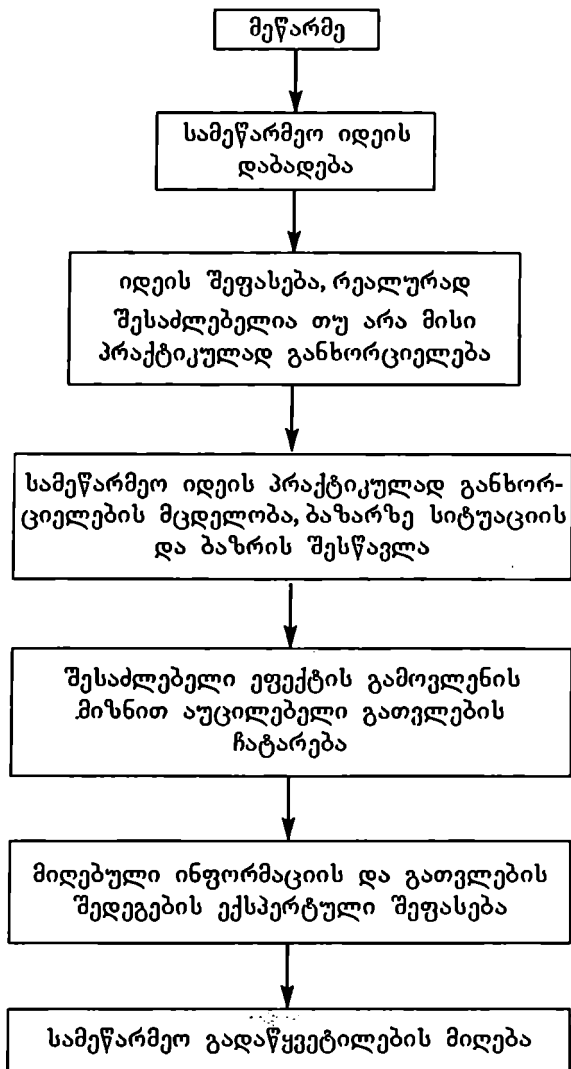 მეწარმე
სამეწარმეო იდეის
დაბადება
იდეის შეფასება, რეალურად
შესაძლებელია თუ არა მისი
პრაქტიკულად განხორციელება
სამეწარმეო იდეის პრაქტიკულად განხორ-
ციელების მცდელობა, ბაზარზე სიტუაციის
და ბაზრის შესწავლა
შესაძლებელი ეფექტის გამოვლენის
მიზნით აუცილებელი გათვლების
ჩატარება
მიღებული ინფორმაციის და გათვლების
შედეგების ექსპერტული შეფასება
სამეწარმეო გადაწყვეტილების მიღება